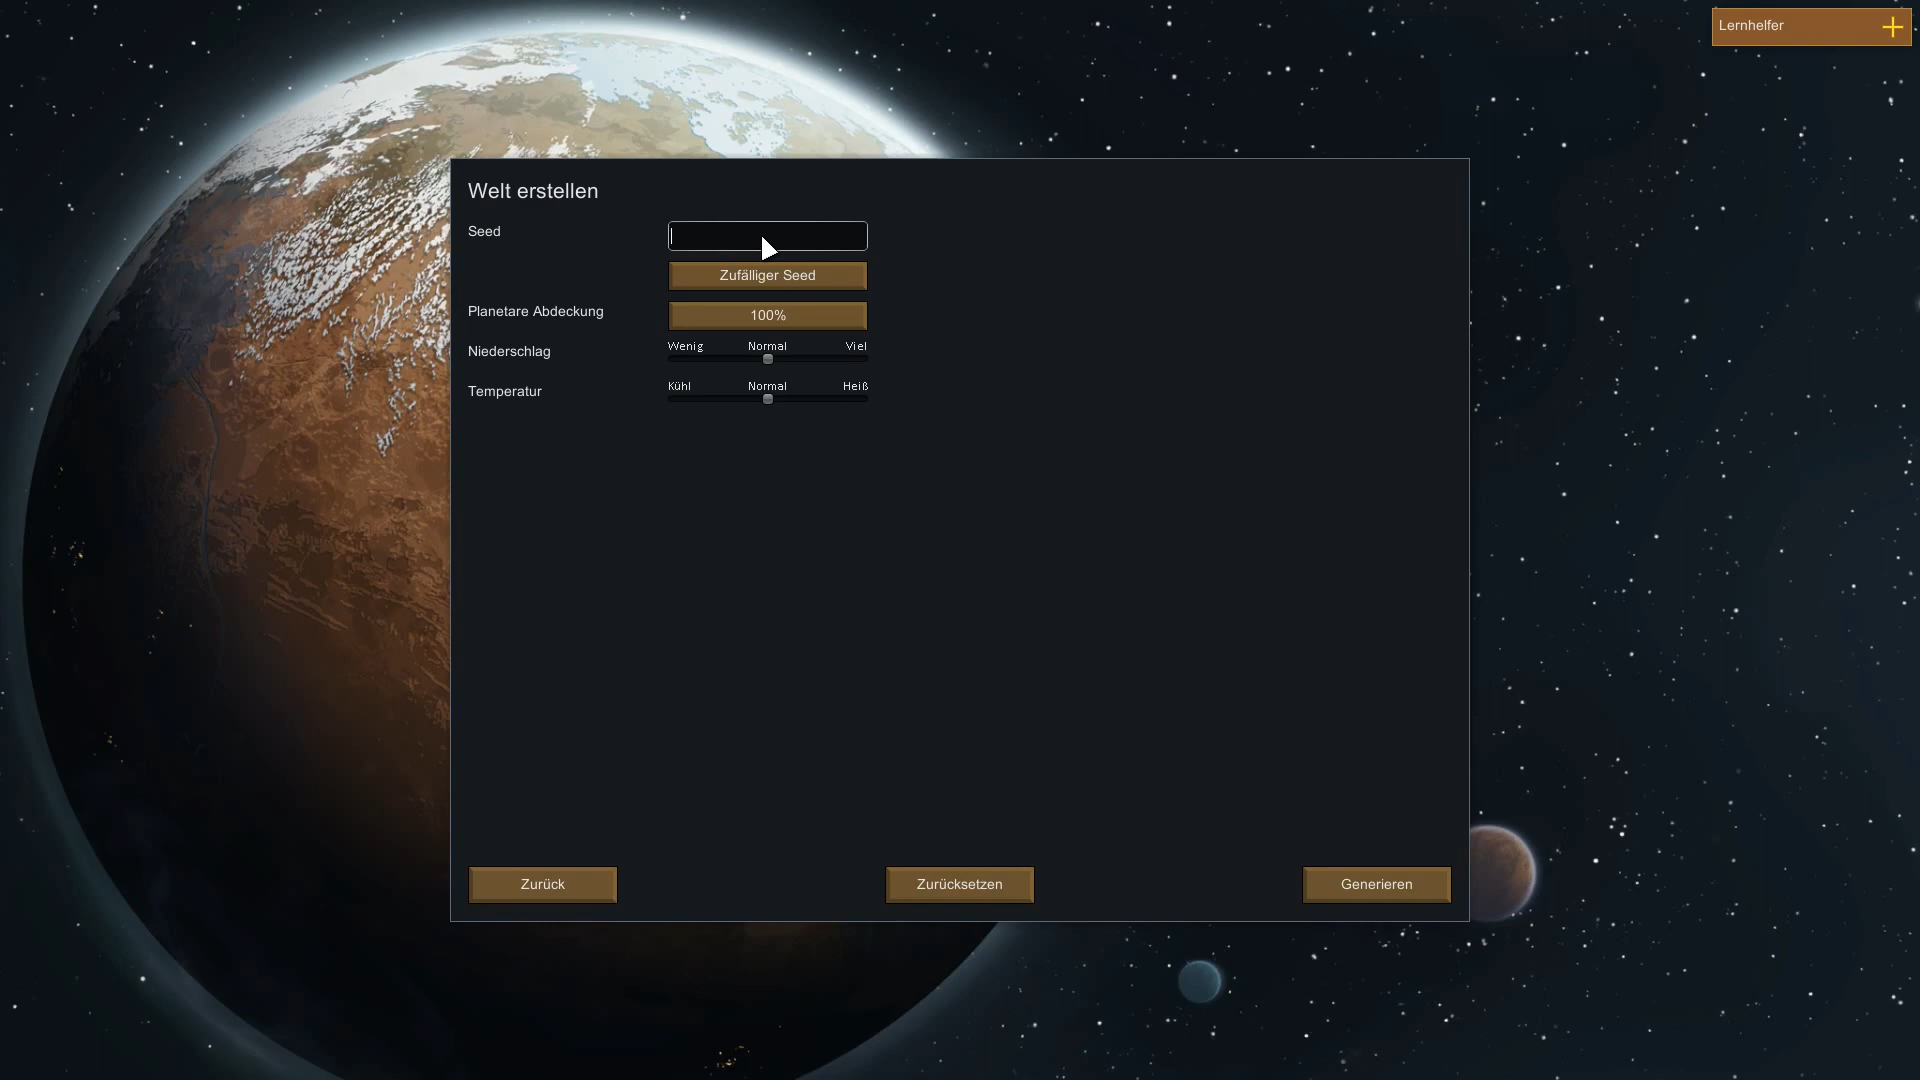 Lernhelfer
Welt erstellen
Seed
Zufälliger Seed
Planetare Abdeckung
100%
Niederschlag
Wenig Normal Viel
Temperatur
Kühl Normal Heiß
Zurück
Zurücksetzen
Generieren